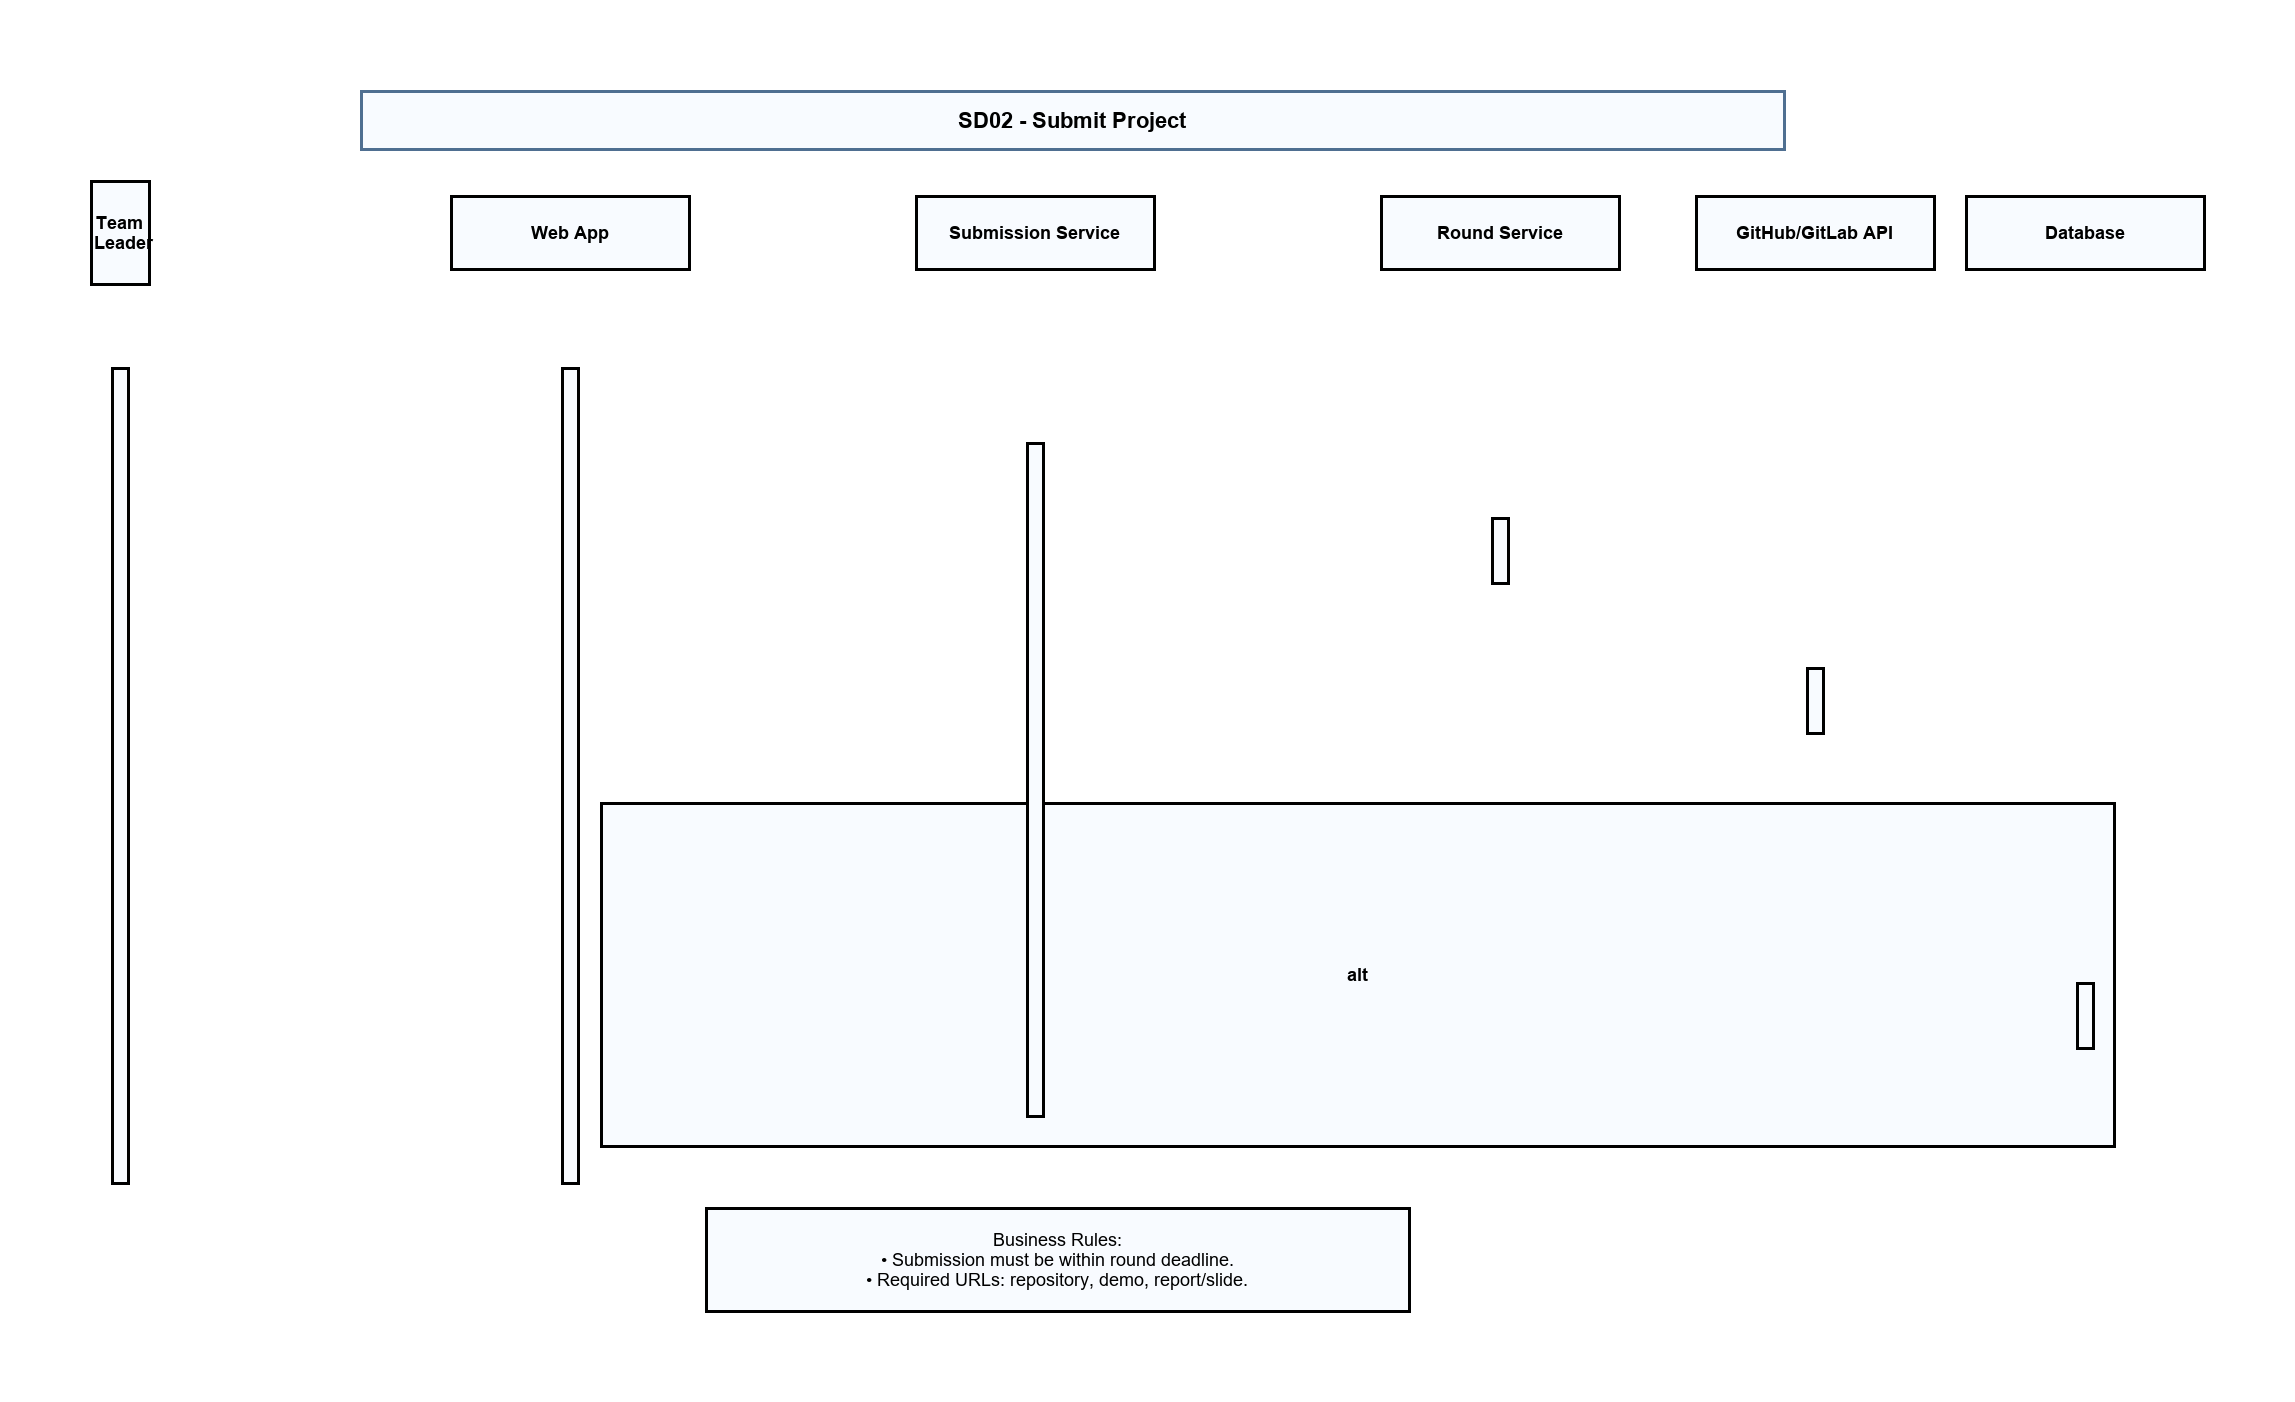 SD02 - Submit Project
Team
Leader
Web App
Submission Service
Round Service
GitHub/GitLab API
Database
alt
Business Rules:
• Submission must be within round deadline.
• Required URLs: repository, demo, report/slide.